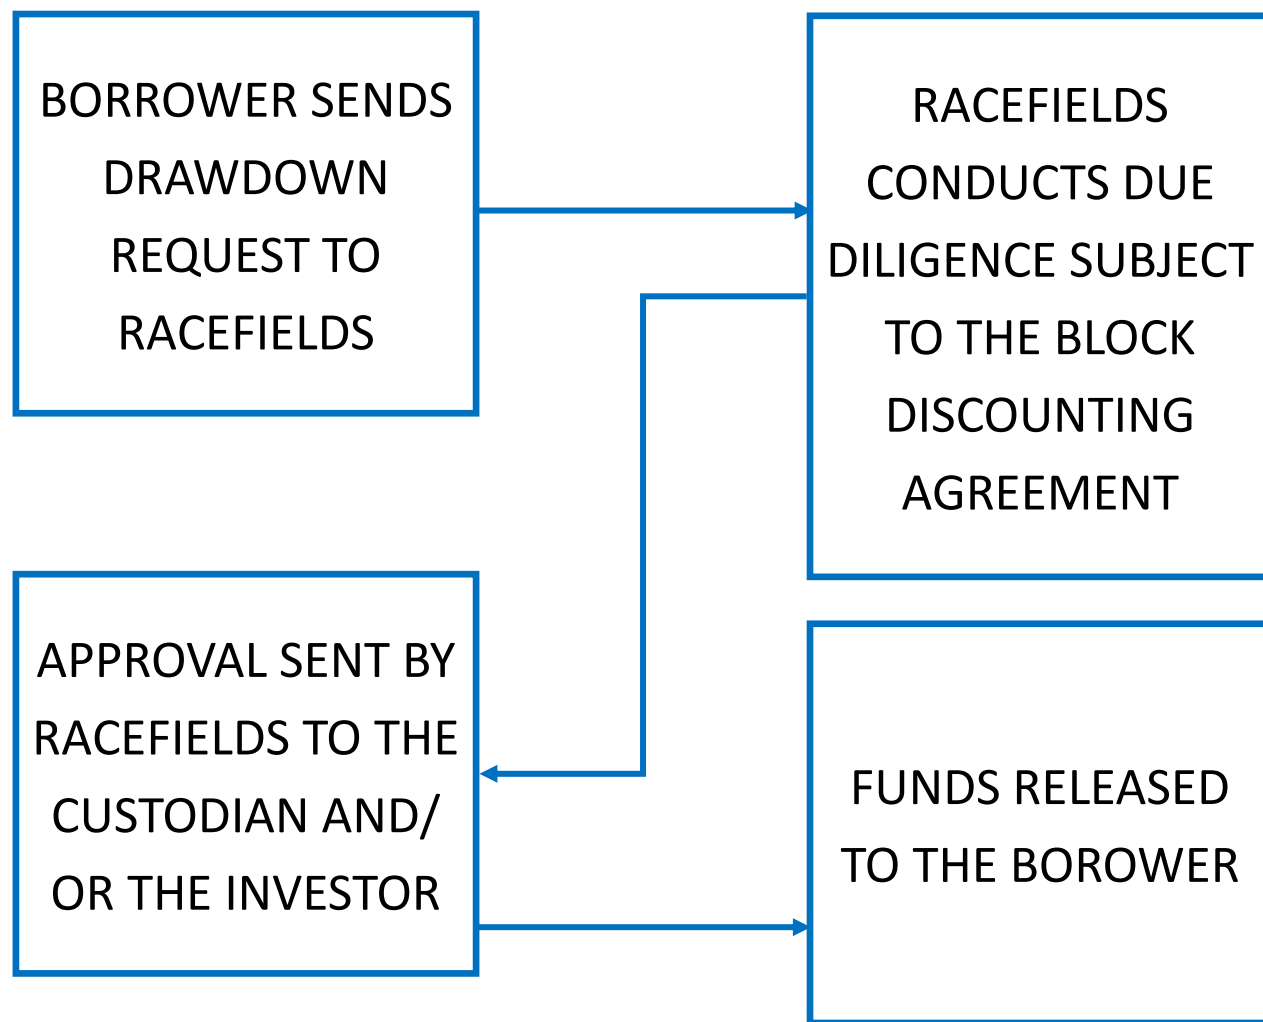 BORROWER SENDS
DRAWDOWN
REQUEST TO
RACEFIELDS
RACEFIELDS
CONDUCTS DUE
DILIGENCE SUBJECT
TO THE BLOCK
DISCOUNTING
AGREEMENT
APPROVAL SENT BY
RACEFIELDS TO THE
CUSTODIAN AND/
OR THE INVESTOR
FUNDS RELEASED
TO THE BOROWER